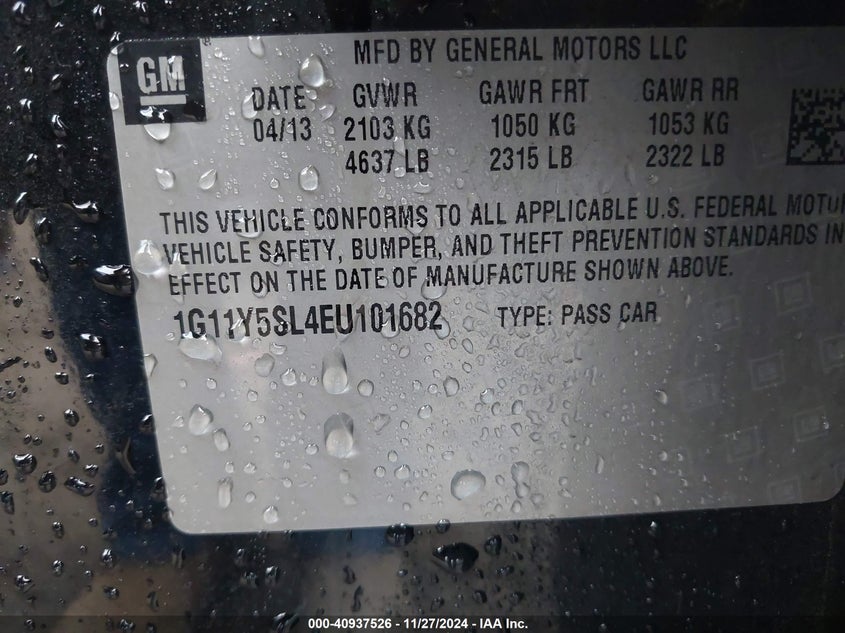 GM
MFD BY GENERAL MOTORS LLC
DATE GVWR GAWR FRT GAWR RR
04/13 2103 KG 1050 KG 1053 KG
4637 LB 2315 LB 2322 LB
THIS VEHICLE CONFORMS TO ALL APPLICABLE U.S. FEDERAL MOTOR
VEHICLE SAFETY, BUMPER, AND THEFT PREVENTION STANDARDS IN
EFFECT ON THE DATE OF MANUFACTURE SHOWN ABOVE.
1G11Y5SL4EU101682 TYPE: PASS CAR
000-40937526 - 11/27/2024 - IAA Inc.